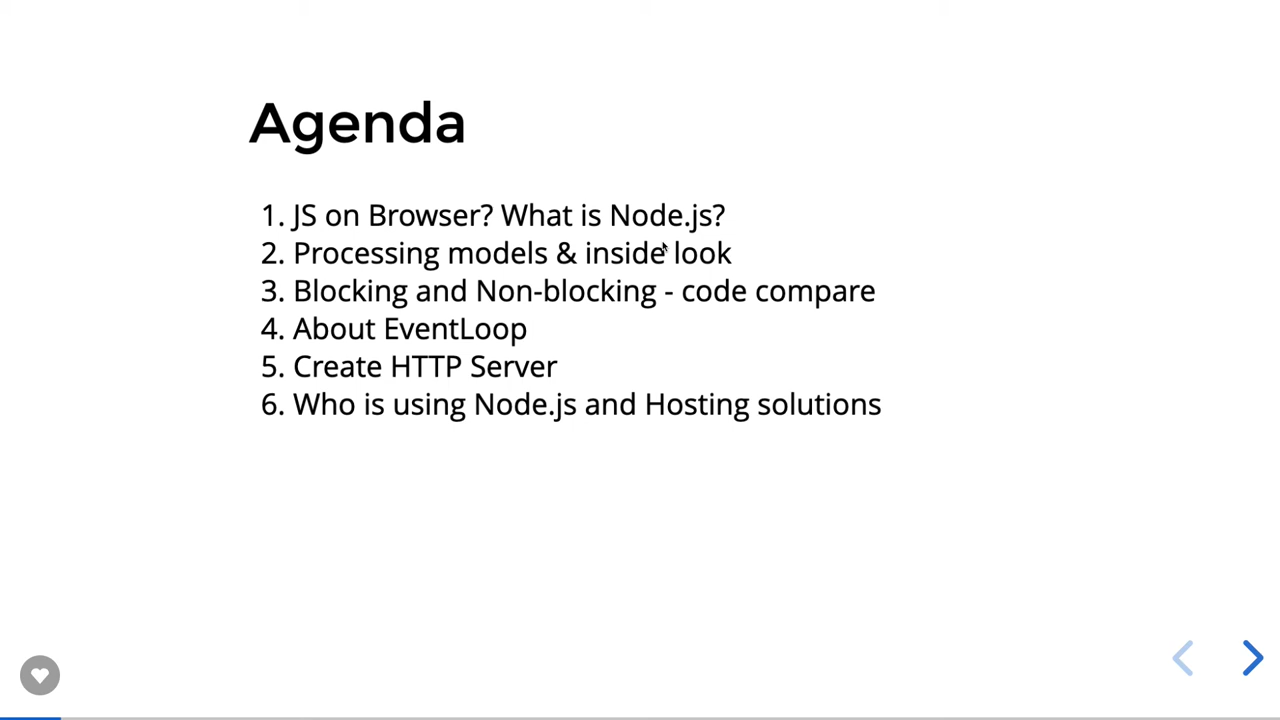 Agenda
1. JS on Browser? What is Node.js?
2. Processing models & inside look
3. Blocking and Non-blocking - code compare
4. About EventLoop
5. Create HTTP Server
6. Who is using Node.js and Hosting solutions